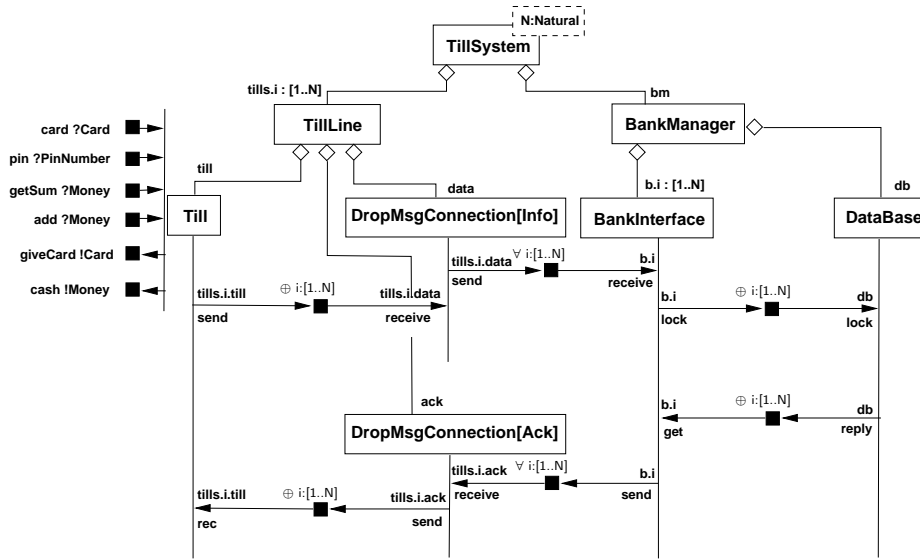 N:Natural
TillSystem
tills.i : [1..N]
bm
card ?Card
TillLine
BankManager
pin ?PinNumber
till
data
b.i : [1..N]
db
getSum ?Money
Till
DropMsgConnection[Info]
BankInterface
DataBase
add ?Money
giveCard !Card
tills.i.data ∀ i:[1..N] b.i
send
receive
cash !Money
tills.i.till ⊕ i:[1..N] tills.i.data
send
receive
b.i ⊕ i:[1..N] db
lock
lock
ack
b.i ⊕ i:[1..N] db
get
reply
DropMsgConnection[Ack]
tills.i.ack ∀ i:[1..N] b.i
receive
send
tills.i.till ⊕ i:[1..N] tills.i.ack
rec
send